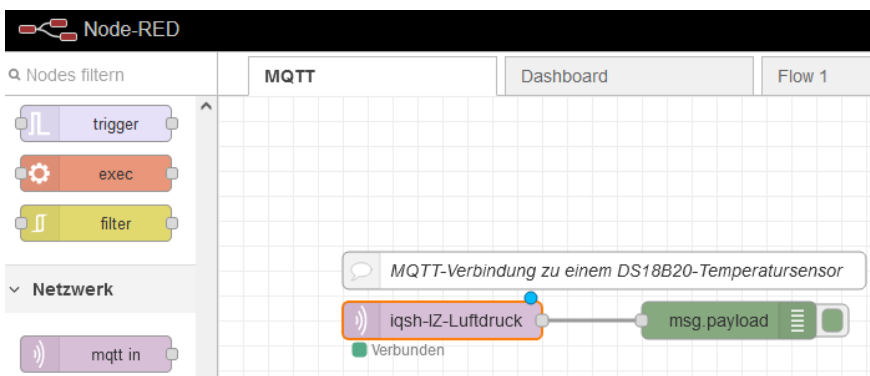 Node-RED
Nodes filtern
MQTT
Dashboard
Flow 1
trigger
exec
filter
Netzwerk
mqtt in
MQTT-Verbindung zu einem DS18B20-Temperatursensor
iqsh-IZ-Luftdruck
msg.payload
Verbunden